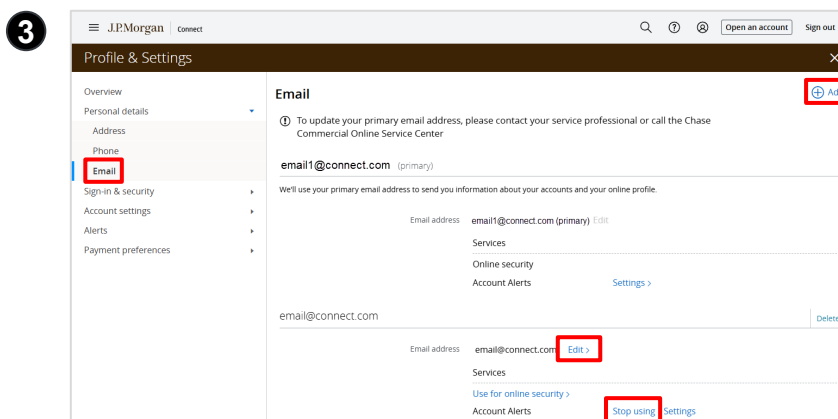 3
J.P.Morgan | Connect
Open an account
Sign out
Profile & Settings
Overview
Personal details
Address
Phone
Email
Sign-in & security
Account settings
Alerts
Payment preferences
Email
Ad
To update your primary email address, please contact your service professional or call the Chase
Commercial Online Service Center
email1@connect.com (primary)
We'll use your primary email address to send you information about your accounts and your online profile.
Email address email1@connect.com (primary) Edit
Services
Online security
Account Alerts Settings >
email@connect.com
Delete
Email address email@connect.com Edit >
Services
Use for online security >
Account Alerts Stop using Settings